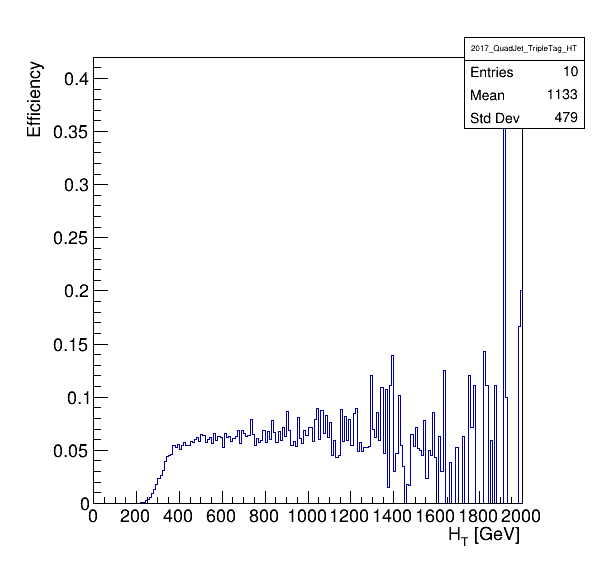 2017_QuadJet_TripleTag_HT
Entries 10
Mean 1133
Std Dev 479
Efficiency
0.4
0.35
0.3
0.25
0.2
0.15
0.1
0.05
0
0 200 400 600 800 1000 1200 1400 1600 1800 2000
H_T [GeV]